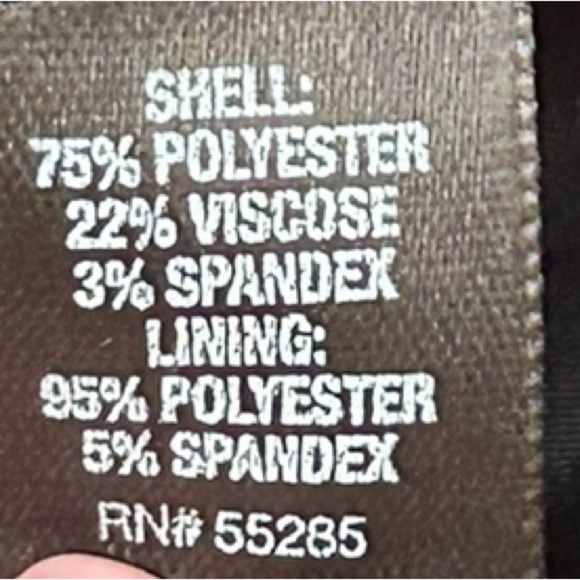 SHELL:
75% POLYESTER
22% VISCOSE
3% SPANDEX
LINING:
95% POLYESTER
5% SPANDEX
RN# 55285